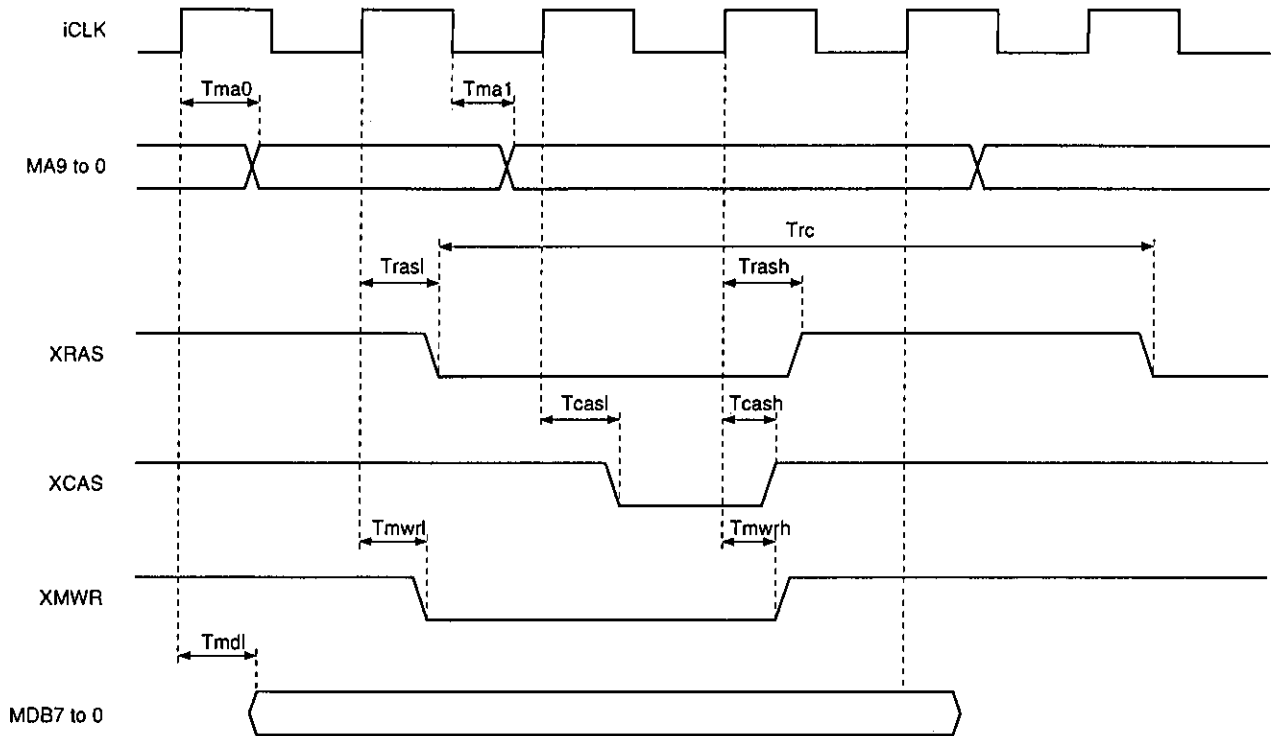 iCLK
Tma0
Tma1
MA9 to 0
Trc
Trasl
Trash
XRAS
Tcasl
Tcash
XCAS
Tmwrl
Tmwrh
XMWR
Tmdl
MDB7 to 0